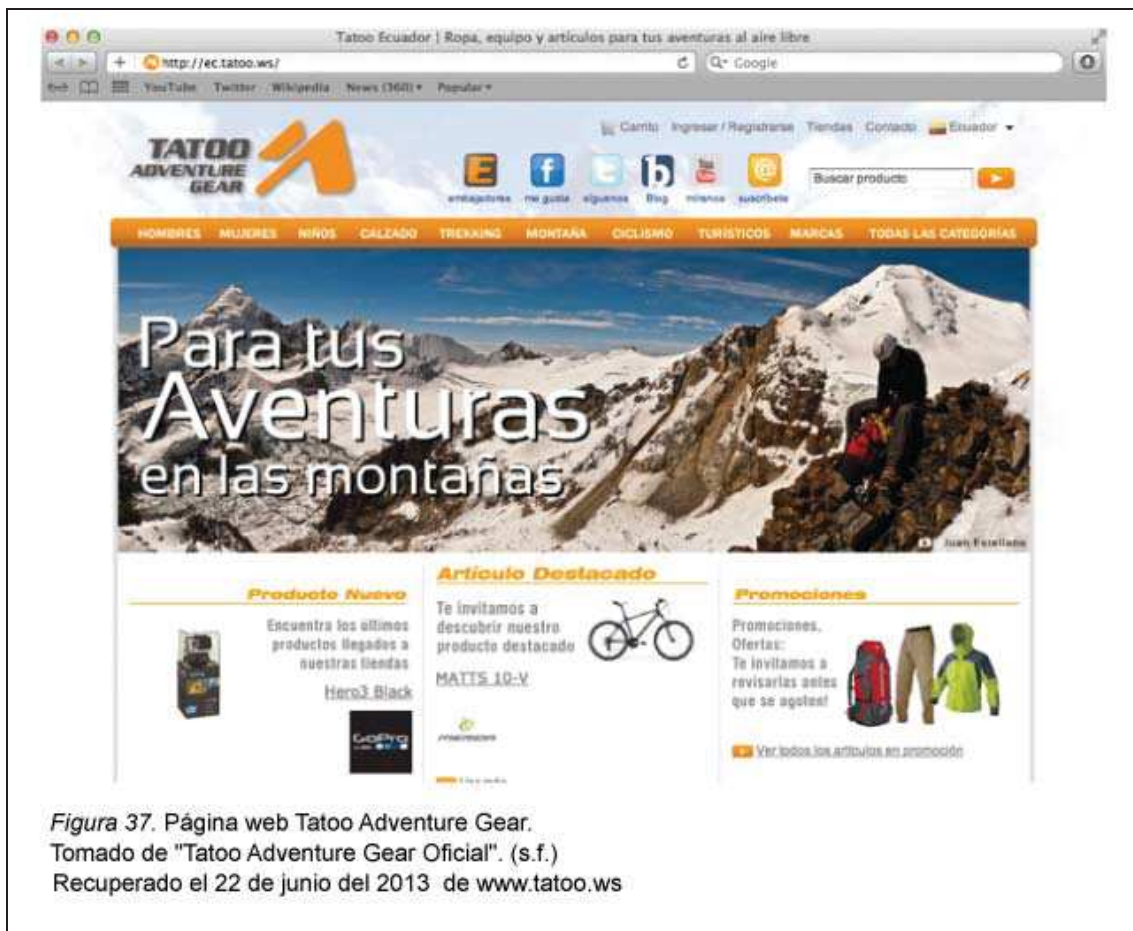 Tatoo Ecuador | Ropa, equipo y artículos para tus aventuras al aire libre
http://ec.tatoo.ws/
Google
YouTube Twitter Wikipedia News (360) Popular
Carrito Ingresar / Registrarse Tiendas Contacto Ecuador
TATOO
ADVENTURE
GEAR
embajadores me gusta síguenos Blog míranos suscríbete
Buscar producto
HOMBRES MUJERES NIÑOS CALZADO TREKKING MONTAÑA CICLISMO TURÍSTICOS MARCAS TODAS LAS CATEGORÍAS
Para tus
Aventuras
en las montañas
Juan Estellano
Producto Nuevo
Encuentra los últimos
productos llegados a
nuestras tiendas
Hero3 Black
GoPro
Artículo Destacado
Te invitamos a
descubrir nuestro
producto destacado
MATTS 10-V
MERIDA
Promociones
Promociones,
Ofertas:
Te invitamos a
revisarlas antes
que se agoten!
Ver todos los artículos en promoción
Figura 37. Página web Tatoo Adventure Gear.
Tomado de "Tatoo Adventure Gear Oficial". (s.f.)
Recuperado el 22 de junio del 2013 de www.tatoo.ws